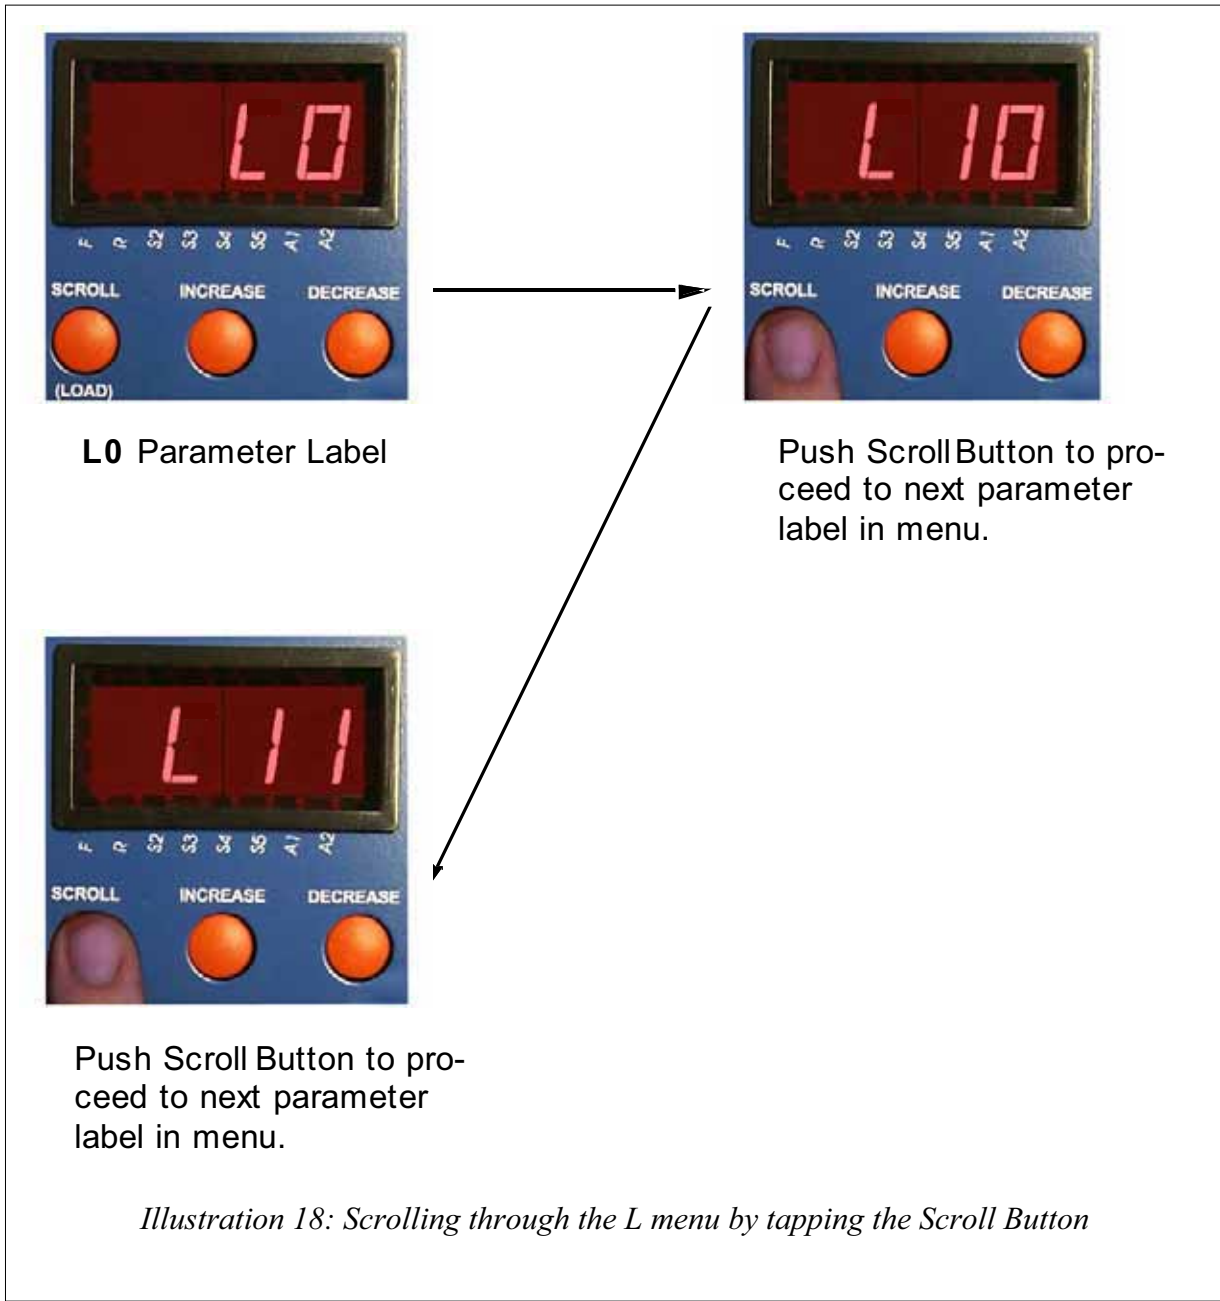 L0
F R S2 S3 S4 S5 A1 A2
SCROLL INCREASE DECREASE
(LOAD)
L0 Parameter Label
L 10
F R S2 S3 S4 S5 A1 A2
SCROLL INCREASE DECREASE
Push Scroll Button to pro-
ceed to next parameter
label in menu.
L 11
F R S2 S3 S4 S5 A1 A2
SCROLL INCREASE DECREASE
Push Scroll Button to pro-
ceed to next parameter
label in menu.
Illustration 18: Scrolling through the L menu by tapping the Scroll Button